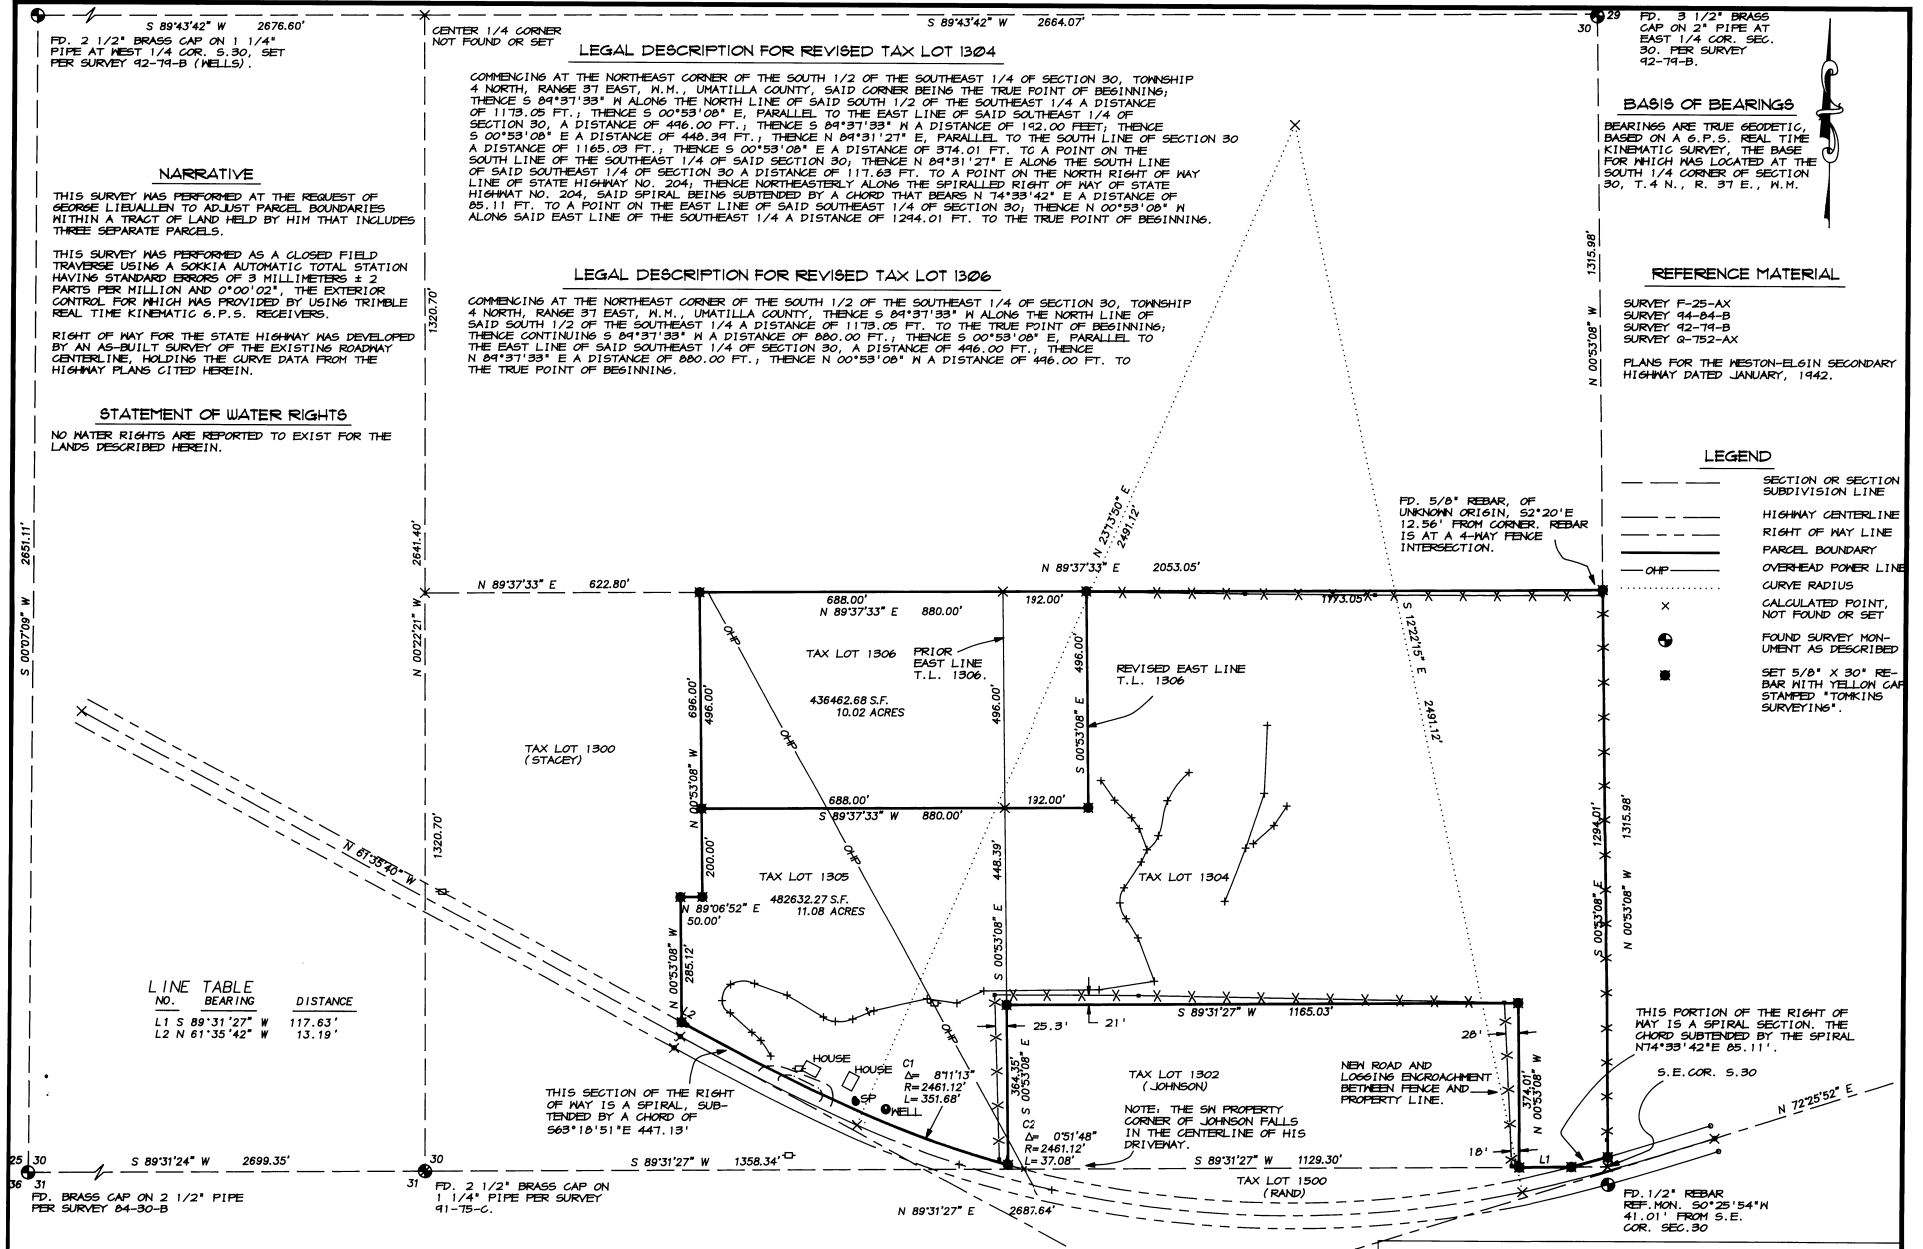 S 89°43'42" W 2676.60'
FD. 2 1/2" BRASS CAP ON 1 1/4"
PIPE AT WEST 1/4 COR. S.30, SET
PER SURVEY 92-79-B (WELLS).
CENTER 1/4 CORNER
NOT FOUND OR SET
S 89°43'42" W 2664.07'
29
30
FD. 3 1/2" BRASS
CAP ON 2" PIPE AT
EAST 1/4 COR. SEC.
30. PER SURVEY
92-79-B.
LEGAL DESCRIPTION FOR REVISED TAX LOT 1304
COMMENCING AT THE NORTHEAST CORNER OF THE SOUTH 1/2 OF THE SOUTHEAST 1/4 OF SECTION 30, TOWNSHIP
4 NORTH, RANGE 37 EAST, W.M., UMATILLA COUNTY, SAID CORNER BEING THE TRUE POINT OF BEGINNING;
THENCE S 89°37'33" W ALONG THE NORTH LINE OF SAID SOUTH 1/2 OF THE SOUTHEAST 1/4 A DISTANCE
OF 1173.05 FT.; THENCE S 00°53'08" E, PARALLEL TO THE EAST LINE OF SAID SOUTHEAST 1/4 OF
SECTION 30, A DISTANCE OF 496.00 FT.; THENCE S 89°37'33" W A DISTANCE OF 192.00 FEET; THENCE
S 00°53'08" E A DISTANCE OF 448.39 FT.; THENCE N 89°31'27" E, PARALLEL TO THE SOUTH LINE OF SECTION 30
A DISTANCE OF 1165.03 FT.; THENCE S 00°53'08" E A DISTANCE OF 374.01 FT. TO A POINT ON THE
SOUTH LINE OF THE SOUTHEAST 1/4 OF SAID SECTION 30; THENCE N 89°31'27" E ALONG THE SOUTH LINE
OF SAID SOUTHEAST 1/4 OF SECTION 30 A DISTANCE OF 117.63 FT. TO A POINT ON THE NORTH RIGHT OF WAY
LINE OF STATE HIGHWAY NO. 204; THENCE NORTHEASTERLY ALONG THE SPIRALLED RIGHT OF WAY OF STATE
HIGHWAT NO. 204, SAID SPIRAL BEING SUBTENDED BY A CHORD THAT BEARS N 74°33'42" E A DISTANCE OF
85.11 FT. TO A POINT ON THE EAST LINE OF SAID SOUTHEAST 1/4 OF SECTION 30; THENCE N 00°53'08" W
ALONG SAID EAST LINE OF THE SOUTHEAST 1/4 A DISTANCE OF 1294.01 FT. TO THE TRUE POINT OF BEGINNING.
LEGAL DESCRIPTION FOR REVISED TAX LOT 1306
COMMENCING AT THE NORTHEAST CORNER OF THE SOUTH 1/2 OF THE SOUTHEAST 1/4 OF SECTION 30, TOWNSHIP
4 NORTH, RANGE 37 EAST, W.M., UMATILLA COUNTY, THENCE S 89°37'33" W ALONG THE NORTH LINE OF
SAID SOUTH 1/2 OF THE SOUTHEAST 1/4 A DISTANCE OF 1173.05 FT. TO THE TRUE POINT OF BEGINNING;
THENCE CONTINUING S 89°37'33" W A DISTANCE OF 880.00 FT.; THENCE S 00°53'08" E, PARALLEL TO
THE EAST LINE OF SAID SOUTHEAST 1/4 OF SECTION 30, A DISTANCE OF 496.00 FT.; THENCE
N 89°37'33" E A DISTANCE OF 880.00 FT.; THENCE N 00°53'08" W A DISTANCE OF 496.00 FT. TO
THE TRUE POINT OF BEGINNING.
NARRATIVE
THIS SURVEY WAS PERFORMED AT THE REQUEST OF
GEORGE LIEUALLEN TO ADJUST PARCEL BOUNDARIES
WITHIN A TRACT OF LAND HELD BY HIM THAT INCLUDES
THREE SEPARATE PARCELS.
THIS SURVEY WAS PERFORMED AS A CLOSED FIELD
TRAVERSE USING A SOKKIA AUTOMATIC TOTAL STATION
HAVING STANDARD ERRORS OF 3 MILLIMETERS ± 2
PARTS PER MILLION AND 0°00'02", THE EXTERIOR
CONTROL FOR WHICH WAS PROVIDED BY USING TRIMBLE
REAL TIME KINEMATIC G.P.S. RECEIVERS.
RIGHT OF WAY FOR THE STATE HIGHWAY WAS DEVELOPED
BY AN AS-BUILT SURVEY OF THE EXISTING ROADWAY
CENTERLINE, HOLDING THE CURVE DATA FROM THE
HIGHWAY PLANS CITED HEREIN.
STATEMENT OF WATER RIGHTS
NO WATER RIGHTS ARE REPORTED TO EXIST FOR THE
LANDS DESCRIBED HEREIN.
BASIS OF BEARINGS
BEARINGS ARE TRUE GEODETIC,
BASED ON A G.P.S. REAL TIME
KINEMATIC SURVEY, THE BASE
FOR WHICH WAS LOCATED AT THE
SOUTH 1/4 CORNER OF SECTION
30, T.4 N., R. 37 E., W.M.
REFERENCE MATERIAL
SURVEY F-25-AX
SURVEY 94-84-B
SURVEY 92-79-B
SURVEY Q-752-AX
PLANS FOR THE WESTON-ELGIN SECONDARY
HIGHWAY DATED JANUARY, 1942.
LEGEND
SECTION OR SECTION
SUBDIVISION LINE
HIGHWAY CENTERLINE
RIGHT OF WAY LINE
PARCEL BOUNDARY
OHP OVERHEAD POWER LINE
CURVE RADIUS
CALCULATED POINT,
NOT FOUND OR SET
FOUND SURVEY MON-
UMENT AS DESCRIBED
SET 5/8" X 30" RE-
BAR WITH YELLOW CAP
STAMPED "TOMKINS
SURVEYING".
1320.70'
N 00°53'08" W 1315.98'
FD. 5/8" REBAR, OF
UNKNOWN ORIGIN, S2°20'E
12.56' FROM CORNER. REBAR
IS AT A 4-WAY FENCE
INTERSECTION.
N 23°13'50" E
2491.12'
S 00°07'09" W 2651.11'
N 00°22'21" W 2641.40'
N 89°37'33" E 622.80'
N 89°37'33" E 2053.05'
688.00'
N 89°37'33" E 880.00'
192.00'
1173.05'
S 12°22'15" E 2491.12'
OHP
TAX LOT 1306
436462.68 S.F.
10.02 ACRES
PRIOR
EAST LINE
T.L. 1306.
REVISED EAST LINE
T.L. 1306
N 00°53'08" W 696.00'
496.00'
496.00'
S 00°53'08" E 496.00'
OHP
TAX LOT 1300
(STACEY)
688.00'
S 89°37'33" W 880.00'
192.00'
1320.70'
N 61°35'40" W
OHP
200.00'
TAX LOT 1305
482632.27 S.F.
11.08 ACRES
N 89°06'52" E
50.00'
N 00°53'08" W
285.12'
L2
S 00°53'08" E 448.39'
TAX LOT 1304
S 00°53'08" E 1294.01'
N 00°53'08" W 1315.98'
LINE TABLE
NO. BEARING DISTANCE
L1 S 89°31'27" W 117.63'
L2 N 61°35'42" W 13.19'
OHP
25.3'
21'
S 89°31'27" W 1165.03'
28'
THIS PORTION OF THE RIGHT OF
WAY IS A SPIRAL SECTION. THE
CHORD SUBTENDED BY THE SPIRAL
N74°33'42"E 85.11'.
S.E.COR. S.30
HOUSE
HOUSE
SP
WELL
C1
Δ= 8°11'13"
R=2461.12'
L=351.68'
364.35'
S 00°53'08" E
TAX LOT 1302
(JOHNSON)
NEW ROAD AND
LOGGING ENCROACHMENT
BETWEEN FENCE AND
PROPERTY LINE.
374.01'
N 00°53'08" W
THIS SECTION OF THE RIGHT
OF WAY IS A SPIRAL, SUB-
TENDED BY A CHORD OF
S63°18'51"E 447.13'
NOTE: THE SW PROPERTY
CORNER OF JOHNSON FALLS
IN THE CENTERLINE OF HIS
DRIVEWAY.
C2
Δ= 0°51'48"
R=2461.12'
L=37.08'
18'
L1
N 72°25'52" E
25 30
36 31
S 89°31'24" W 2699.35'
30
31
S 89°31'27" W 1358.34'
S 89°31'27" W 1129.30'
TAX LOT 1500
(RAND)
FD. BRASS CAP ON 2 1/2" PIPE
PER SURVEY 84-30-B
FD. 2 1/2" BRASS CAP ON
1 1/4" PIPE PER SURVEY
91-75-C.
N 89°31'27" E 2687.64'
FD.1/2" REBAR
REF.MON. S0°25'54"W
41.01' FROM S.E.
COR. SEC.30